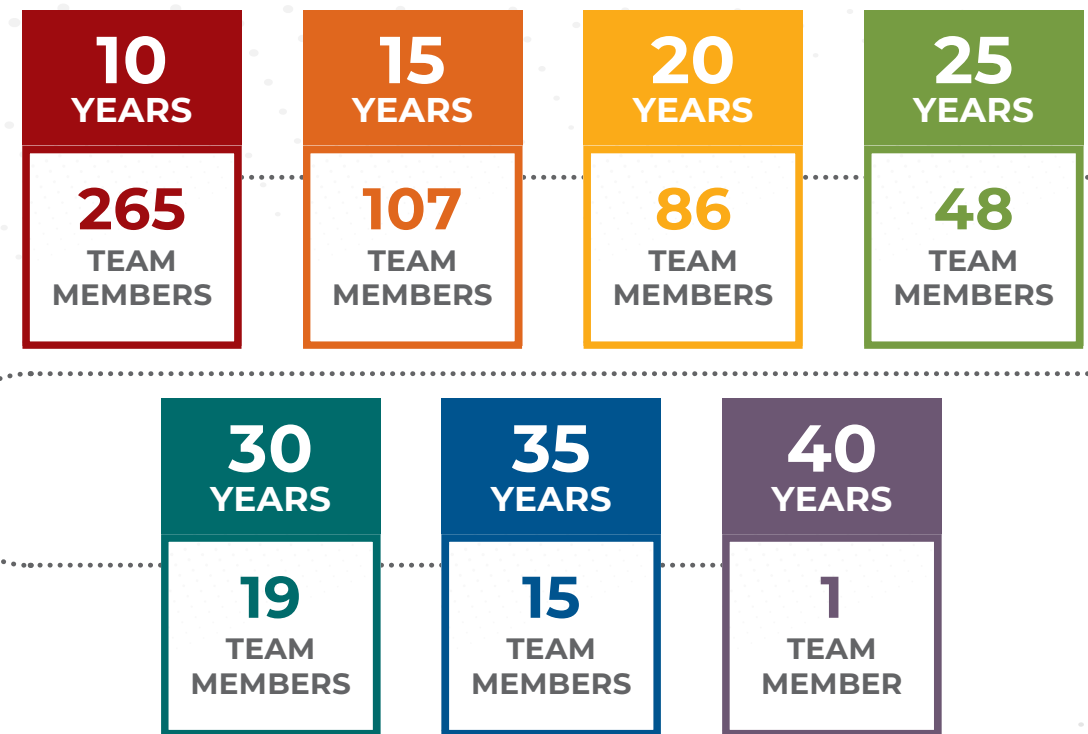 10
YEARS
265
TEAM
MEMBERS
15
YEARS
107
TEAM
MEMBERS
20
YEARS
86
TEAM
MEMBERS
25
YEARS
48
TEAM
MEMBERS
30
YEARS
19
TEAM
MEMBERS
35
YEARS
15
TEAM
MEMBERS
40
YEARS
1
TEAM
MEMBER